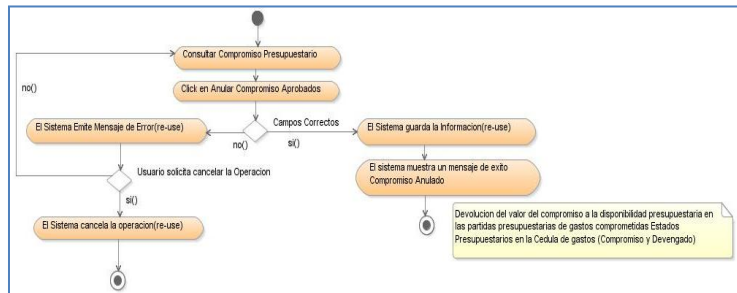 Consultar Compromiso Presupuestario
no()
Click en Anular Compromiso Aprobados
Campos Correctos
El Sistema Emite Mensaje de Error(re-use)
no()
si()
El Sistema guarda la Informacion(re-use)
Usuario solicita cancelar la Operacion
El sistema muestra un mensaje de exito
Compromiso Anulado
si()
El Sistema cancela la operacion(re-use)
Devolucion del valor del compromiso a la disponibilidad presupuestaria en
las partidas presupuestarias de gastos comprometidas Estados
Presupuestarios en la Cedula de gastos (Compromiso y Devengado)